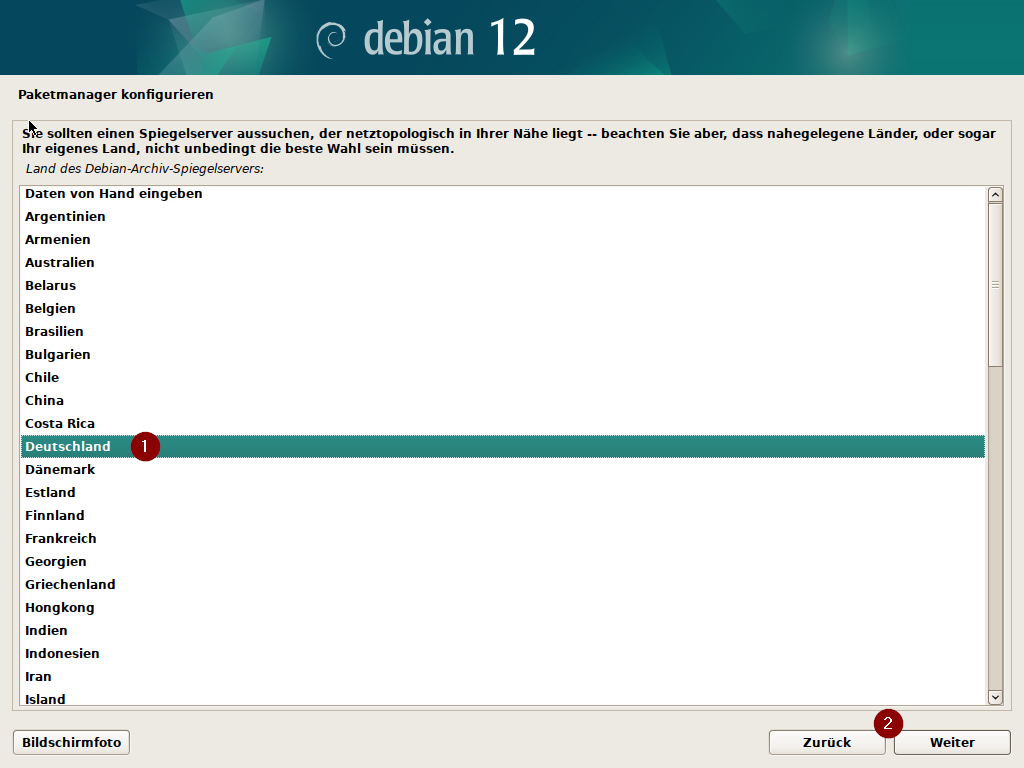 debian 12
Paketmanager konfigurieren
Sie sollten einen Spiegelserver aussuchen, der netztopologisch in Ihrer Nähe liegt -- beachten Sie aber, dass nahegelegene Länder, oder sogar
Ihr eigenes Land, nicht unbedingt die beste Wahl sein müssen.
Land des Debian-Archiv-Spiegelservers:
Daten von Hand eingeben
Argentinien
Armenien
Australien
Belarus
Belgien
Brasilien
Bulgarien
Chile
China
Costa Rica
Deutschland 1
Dänemark
Estland
Finnland
Frankreich
Georgien
Griechenland
Hongkong
Indien
Indonesien
Iran
Island
2
Bildschirmfoto Zurück Weiter